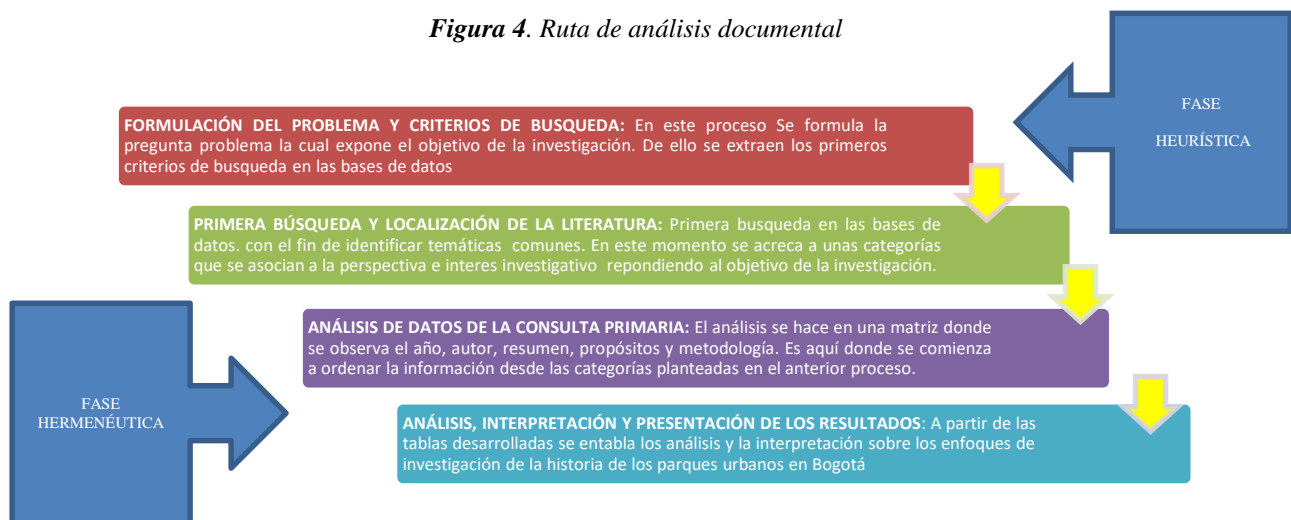 Figura 4. Ruta de análisis documental
FASE
HEURÍSTICA
FORMULACIÓN DEL PROBLEMA Y CRITERIOS DE BUSQUEDA: En este proceso Se formula la
pregunta problema la cual expone el objetivo de la investigación. De ello se extraen los primeros
criterios de busqueda en las bases de datos
PRIMERA BÚSQUEDA Y LOCALIZACIÓN DE LA LITERATURA: Primera busqueda en las bases de
datos. con el fin de identificar temáticas comunes. En este momento se acreca a unas categorías
que se asocian a la perspectiva e interes investigativo repondiendo al objetivo de la investigación.
ANÁLISIS DE DATOS DE LA CONSULTA PRIMARIA: El análisis se hace en una matriz donde
se observa el año, autor, resumen, propósitos y metodología. Es aquí donde se comienza
a ordenar la información desde las categorías planteadas en el anterior proceso.
FASE
HERMENÉUTICA
ANÁLISIS, INTERPRETACIÓN Y PRESENTACIÓN DE LOS RESULTADOS: A partir de las
tablas desarrolladas se entabla los análisis y la interpretación sobre los enfoques de
investigación de la historia de los parques urbanos en Bogotá